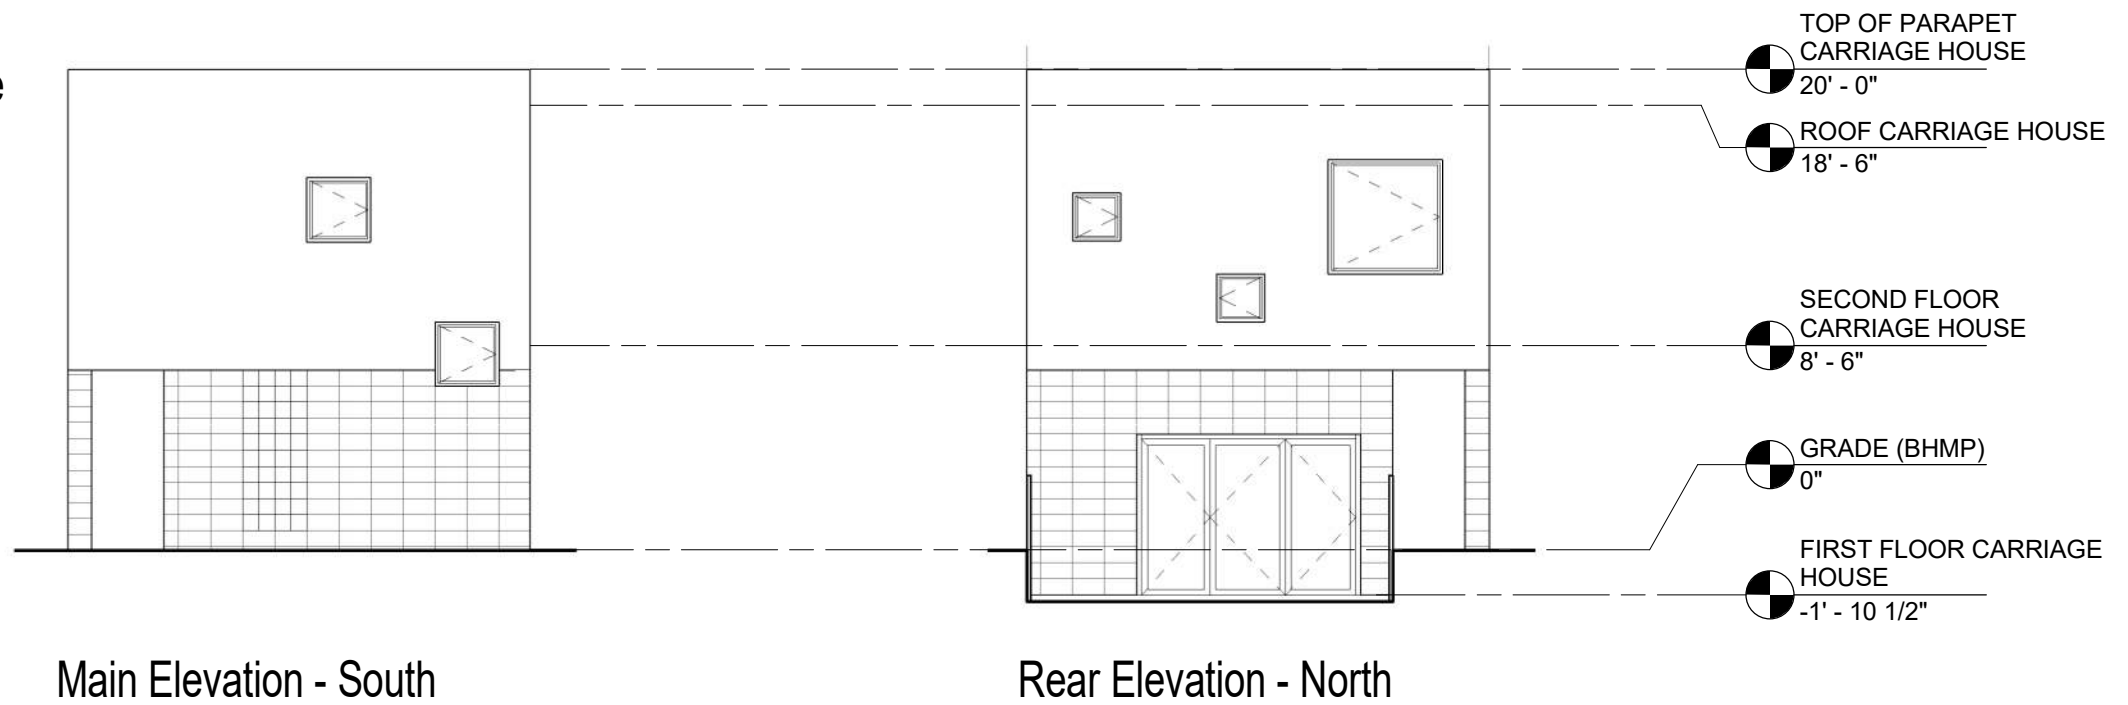 e
TOP OF PARAPET
CARRIAGE HOUSE
20' - 0"
ROOF CARRIAGE HOUSE
18' - 6"
SECOND FLOOR
CARRIAGE HOUSE
8' - 6"
GRADE (BHMP)
0"
FIRST FLOOR CARRIAGE
HOUSE
-1' - 10 1/2"
Main Elevation - South
Rear Elevation - North